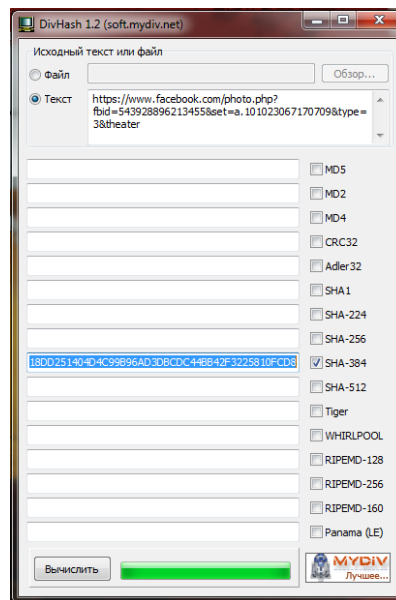 DivHash 1.2 (soft.mydiv.net)
Исходный текст или файл
Файл
Обзор...
Текст
https://www.facebook.com/photo.php?
fbid=543928896213455&set=a.101023067170709&type=
3&theater
MD5
MD2
MD4
CRC32
Adler32
SHA1
SHA-224
SHA-256
18DD251404D4C99B96AD3DBCDC44BB42F3225810FCD8
SHA-384
SHA-512
Tiger
WHIRLPOOL
RIPEMD-128
RIPEMD-256
RIPEMD-160
Panama (LE)
Вычислить
MYDIV
Лучшее...